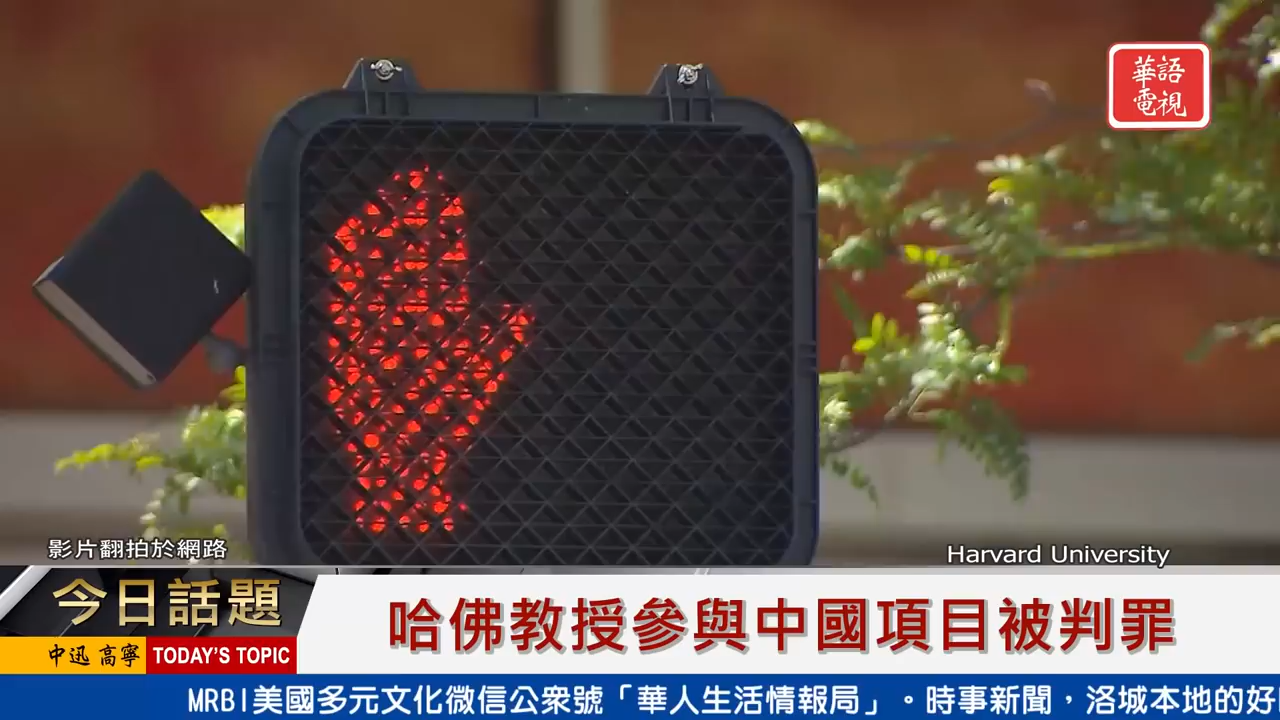 華語
電視
影片翻拍於網路
Harvard University
今日話題
哈佛教授參與中國項目被判罪
中迅 高寧
TODAY'S TOPIC
MRBI美國多元文化微信公眾號「華人生活情報局」。時事新聞，洛城本地的好